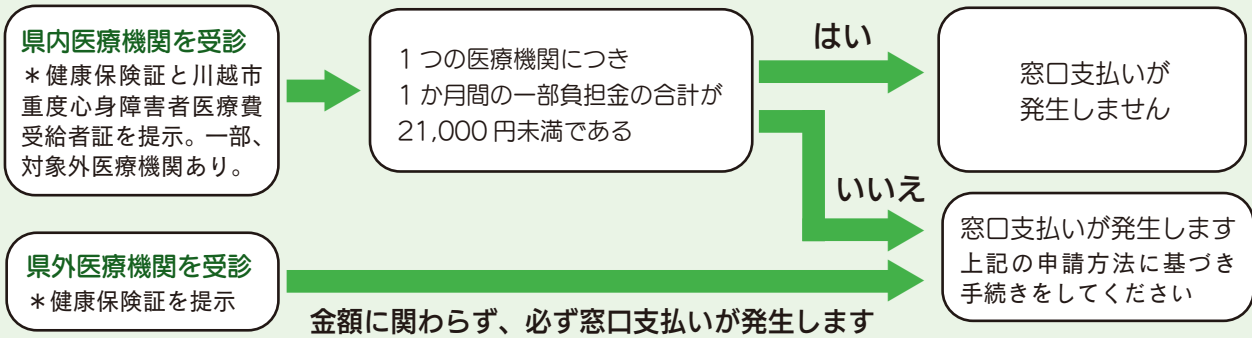 県内医療機関を受診
＊健康保険証と川越市
重度心身障害者医療費
受給者証を提示。一部、
対象外医療機関あり。
1つの医療機関につき
1か月間の一部負担金の合計が
21,000円未満である
はい
窓口支払いが
発生しません
いいえ
窓口支払いが発生します
上記の申請方法に基づき
手続きをしてください
県外医療機関を受診
＊健康保険証を提示
金額に関わらず、必ず窓口支払いが発生します